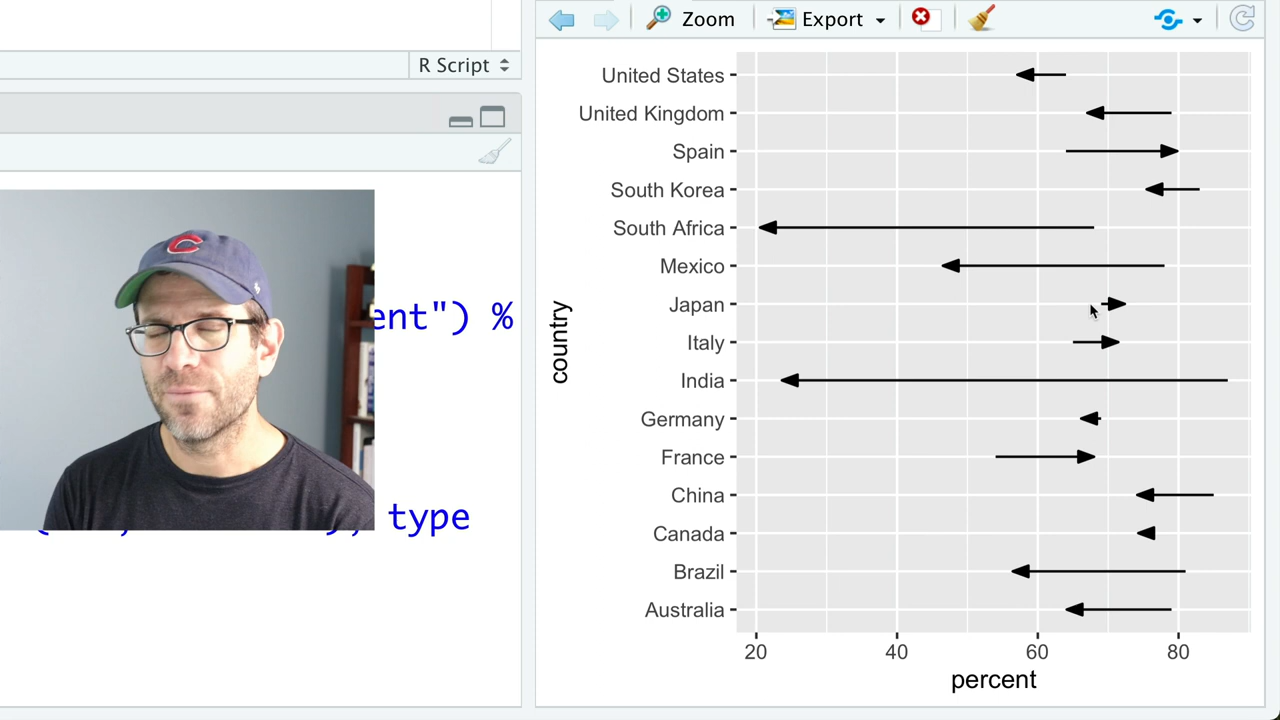 Zoom
Export
R Script
ent") %
type
country
United States
United Kingdom
Spain
South Korea
South Africa
Mexico
Japan
Italy
India
Germany
France
China
Canada
Brazil
Australia
20 40 60 80
percent
C